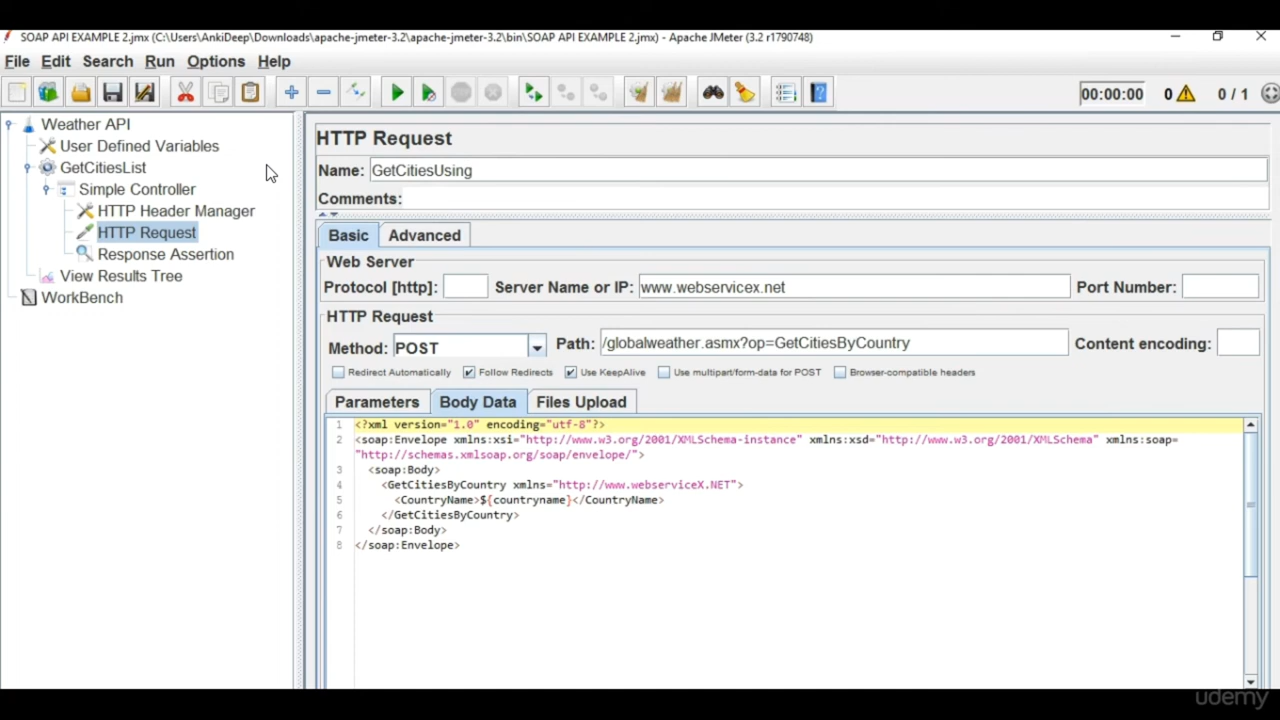 SOAP API EXAMPLE 2.jmx (C:\Users\AnkiDeep\Downloads\apache-jmeter-3.2\apache-jmeter-3.2\bin\SOAP API EXAMPLE 2.jmx) - Apache JMeter (3.2 r1790748)
File Edit Search Run Options Help
00:00:00 0 0 / 1
Weather API
User Defined Variables
GetCitiesList
Simple Controller
HTTP Header Manager
HTTP Request
Response Assertion
View Results Tree
WorkBench
HTTP Request
Name: GetCitiesUsing
Comments:
Basic Advanced
Web Server
Protocol [http]: Server Name or IP: www.webservicex.net Port Number:
HTTP Request
Method: POST Path: /globalweather.asmx?op=GetCitiesByCountry Content encoding:
Redirect Automatically Follow Redirects Use KeepAlive Use multipart/form-data for POST Browser-compatible headers
Parameters Body Data Files Upload
1 <?xml version="1.0" encoding="utf-8"?>
2 <soap:Envelope xmlns:xsi="http://www.w3.org/2001/XMLSchema-instance" xmlns:xsd="http://www.w3.org/2001/XMLSchema" xmlns:soap=
"http://schemas.xmlsoap.org/soap/envelope/">
3 <soap:Body>
4 <GetCitiesByCountry xmlns="http://www.webserviceX.NET">
5 <CountryName>${countryname}</CountryName>
6 </GetCitiesByCountry>
7 </soap:Body>
8 </soap:Envelope>
udemy